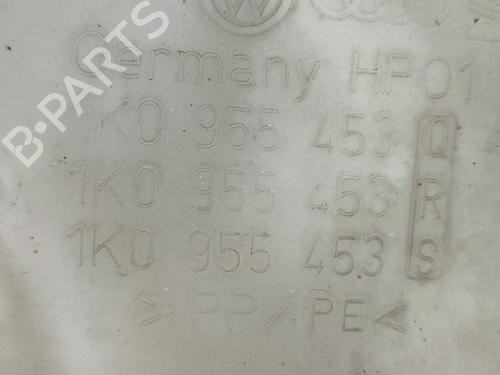 B-PARTS
Germany HP01
1K0 955 453 Q
1K0 955 453 R
1K0 955 453 S
>PP/PE<